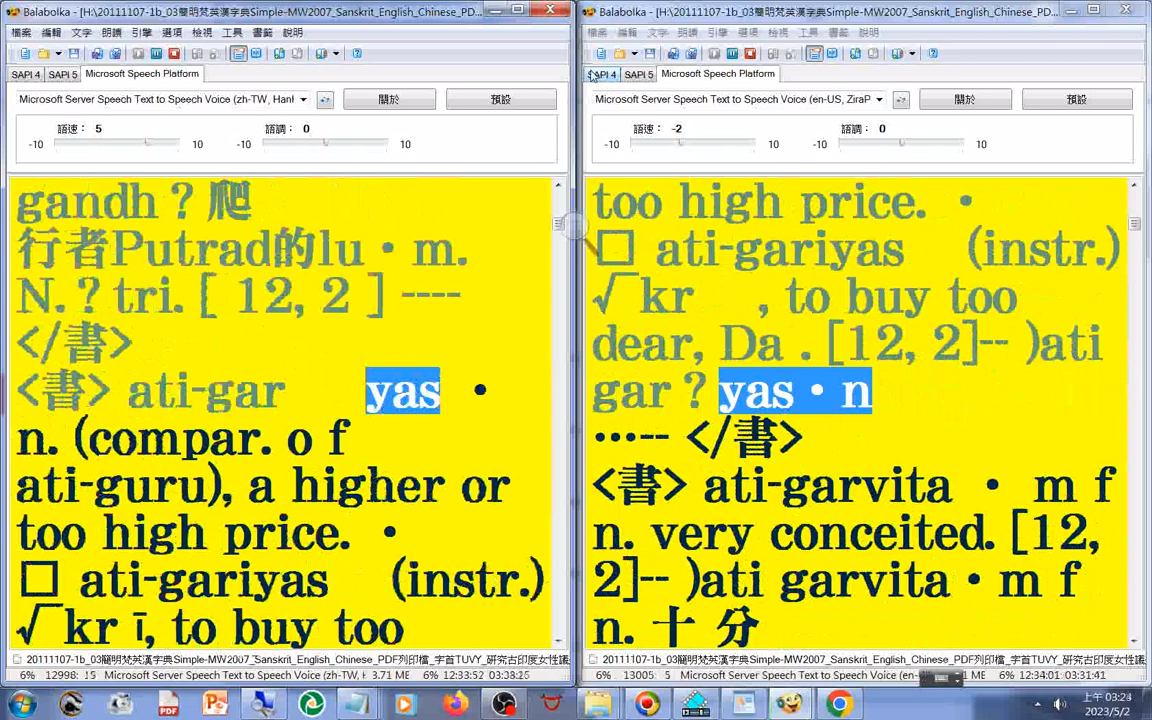 Balabolka - [H:\20111107-1b_03簡明梵英漢字典Simple-MW2007_Sanskrit_English_Chinese_PD...
檔案 編輯 文字 朗讀 引擎 選項 檢視 工具 書籤 說明
SAPI 4 SAPI 5 Microsoft Speech Platform
Microsoft Server Speech Text to Speech Voice (zh-TW, Hanl
關於 預設
語速： 5 語調： 0
-10 10 -10 10
gandh ? 爬
行者Putrad的lu • m.
N. ? tri. [ 12, 2 ] ----
</書>
<書> ati-gar yas •
n. (compar. o f
ati-guru), a higher or
too high price. •
□ ati-gariyas (instr.)
√kr ī, to buy too
20111107-1b_03簡明梵英漢字典Simple-MW2007_Sanskrit_English_Chinese_PDF列印檔_字首TUVY_研究古印度女性議
6% 12998: 15 Microsoft Server Speech Text to Speech Voice (zh-TW, H 3.71 ME 6% 12:33:52 03:38:25
Balabolka - [H:\20111107-1b_03簡明梵英漢字典Simple-MW2007_Sanskrit_English_Chinese_PD...
檔案 編輯 文字 朗讀 引擎 選項 檢視 工具 書籤 說明
SAPI 4 SAPI 5 Microsoft Speech Platform
Microsoft Server Speech Text to Speech Voice (en-US, ZiraP
關於 預設
語速： -2 語調： 0
-10 10 -10 10
too high price. •
□ ati-gariyas (instr.)
√kr , to buy too
dear, Da . [12, 2]-- )ati
gar ? yas • n
…-- </書>
<書> ati-garvita • m f
n. very conceited. [12,
2]-- )ati garvita • m f
n. 十 分
20111107-1b_03簡明梵英漢字典Simple-MW2007_Sanskrit_English_Chinese_PDF列印檔_字首TUVY_研究古印度女性議
6% 13005: 5 Microsoft Server Speech Text to Speech Voice (en-U ME 6% 12:34:01 03:31:41
上午 03:24
2023/5/2